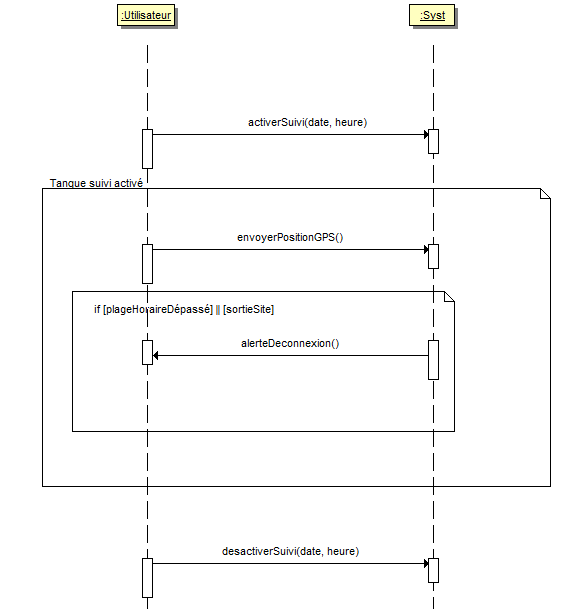 :Utilisateur
:Syst
activerSuivi(date, heure)
Tanque suivi activé
envoyerPositionGPS()
if [plageHoraireDépassé] || [sortieSite]
alerteDeconnexion()
desactiverSuivi(date, heure)